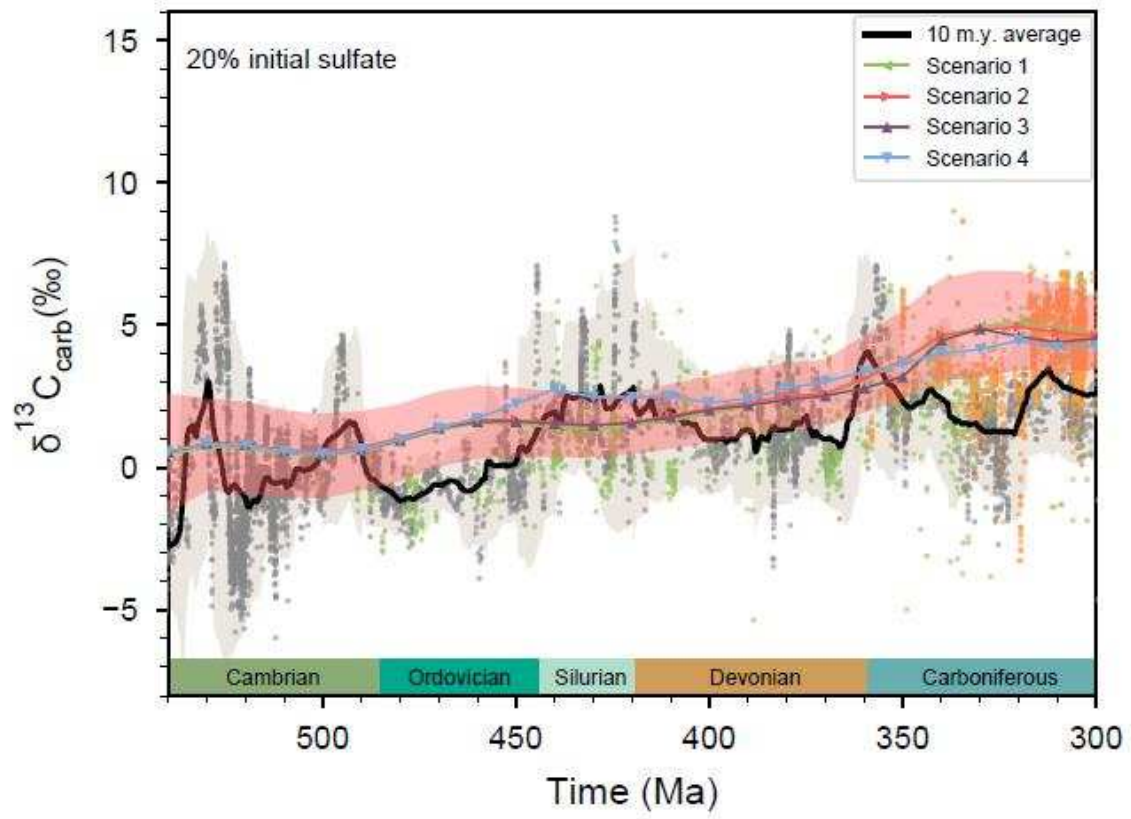 20% initial sulfate
10 m.y. average
Scenario 1
Scenario 2
Scenario 3
Scenario 4
15
10
5
0
−5
δ¹³C_carb(‰)
Cambrian
Ordovician
Silurian
Devonian
Carboniferous
500
450
400
350
300
Time (Ma)